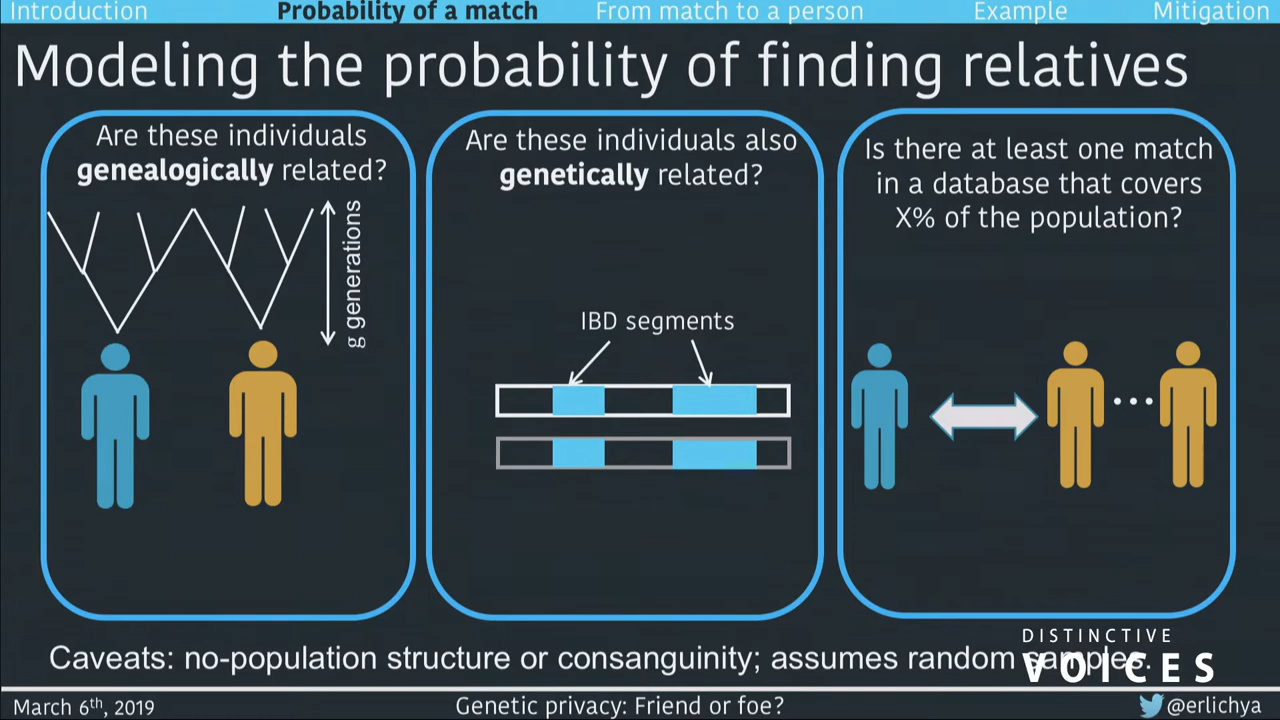 Introduction
Probability of a match
From match to a person
Example
Mitigation
Modeling the probability of finding relatives
Are these individuals
genealogically related?
g generations
Are these individuals also
genetically related?
IBD segments
Is there at least one match
in a database that covers
X% of the population?
Caveats: no-population structure or consanguinity; assumes random samples.
DISTINCTIVE
VOICES
March 6th, 2019
Genetic privacy: Friend or foe?
@erlichya